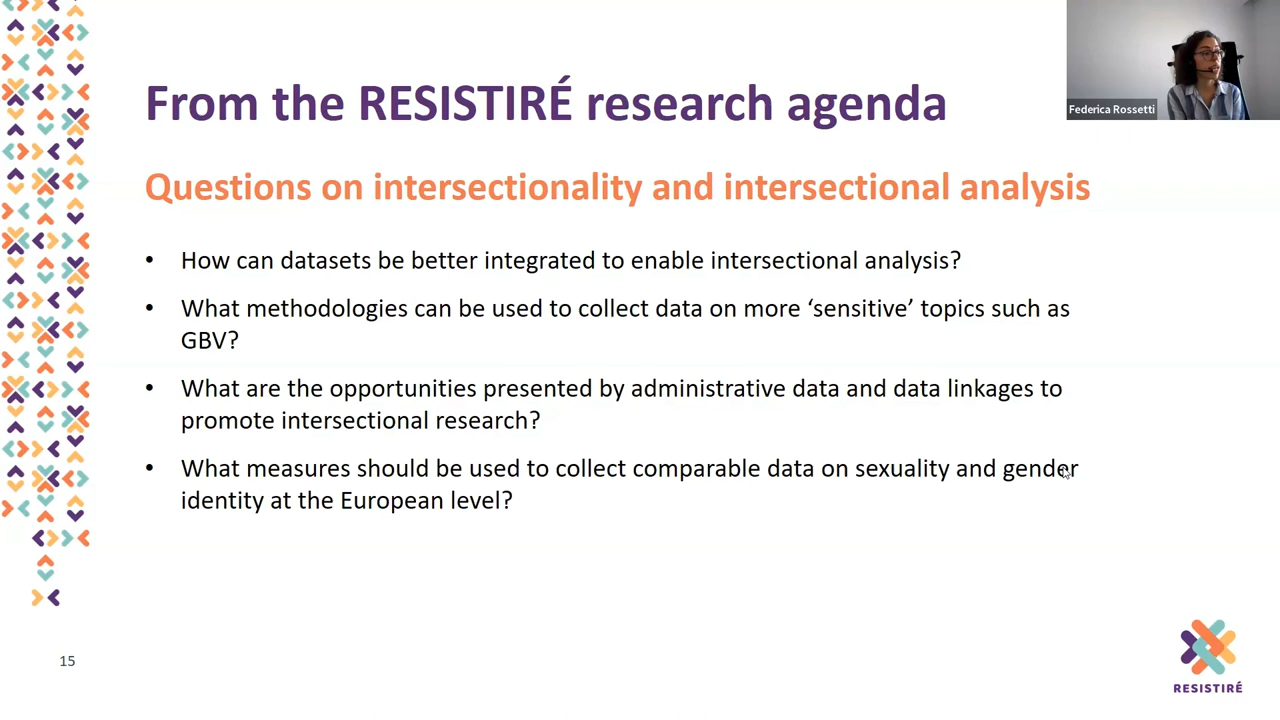 From the RESISTIRÉ research agenda
Federica Rossetti
Questions on intersectionality and intersectional analysis
• How can datasets be better integrated to enable intersectional analysis?
• What methodologies can be used to collect data on more ‘sensitive’ topics such as
GBV?
• What are the opportunities presented by administrative data and data linkages to
promote intersectional research?
• What measures should be used to collect comparable data on sexuality and gender
identity at the European level?
15
RESISTIRÉ